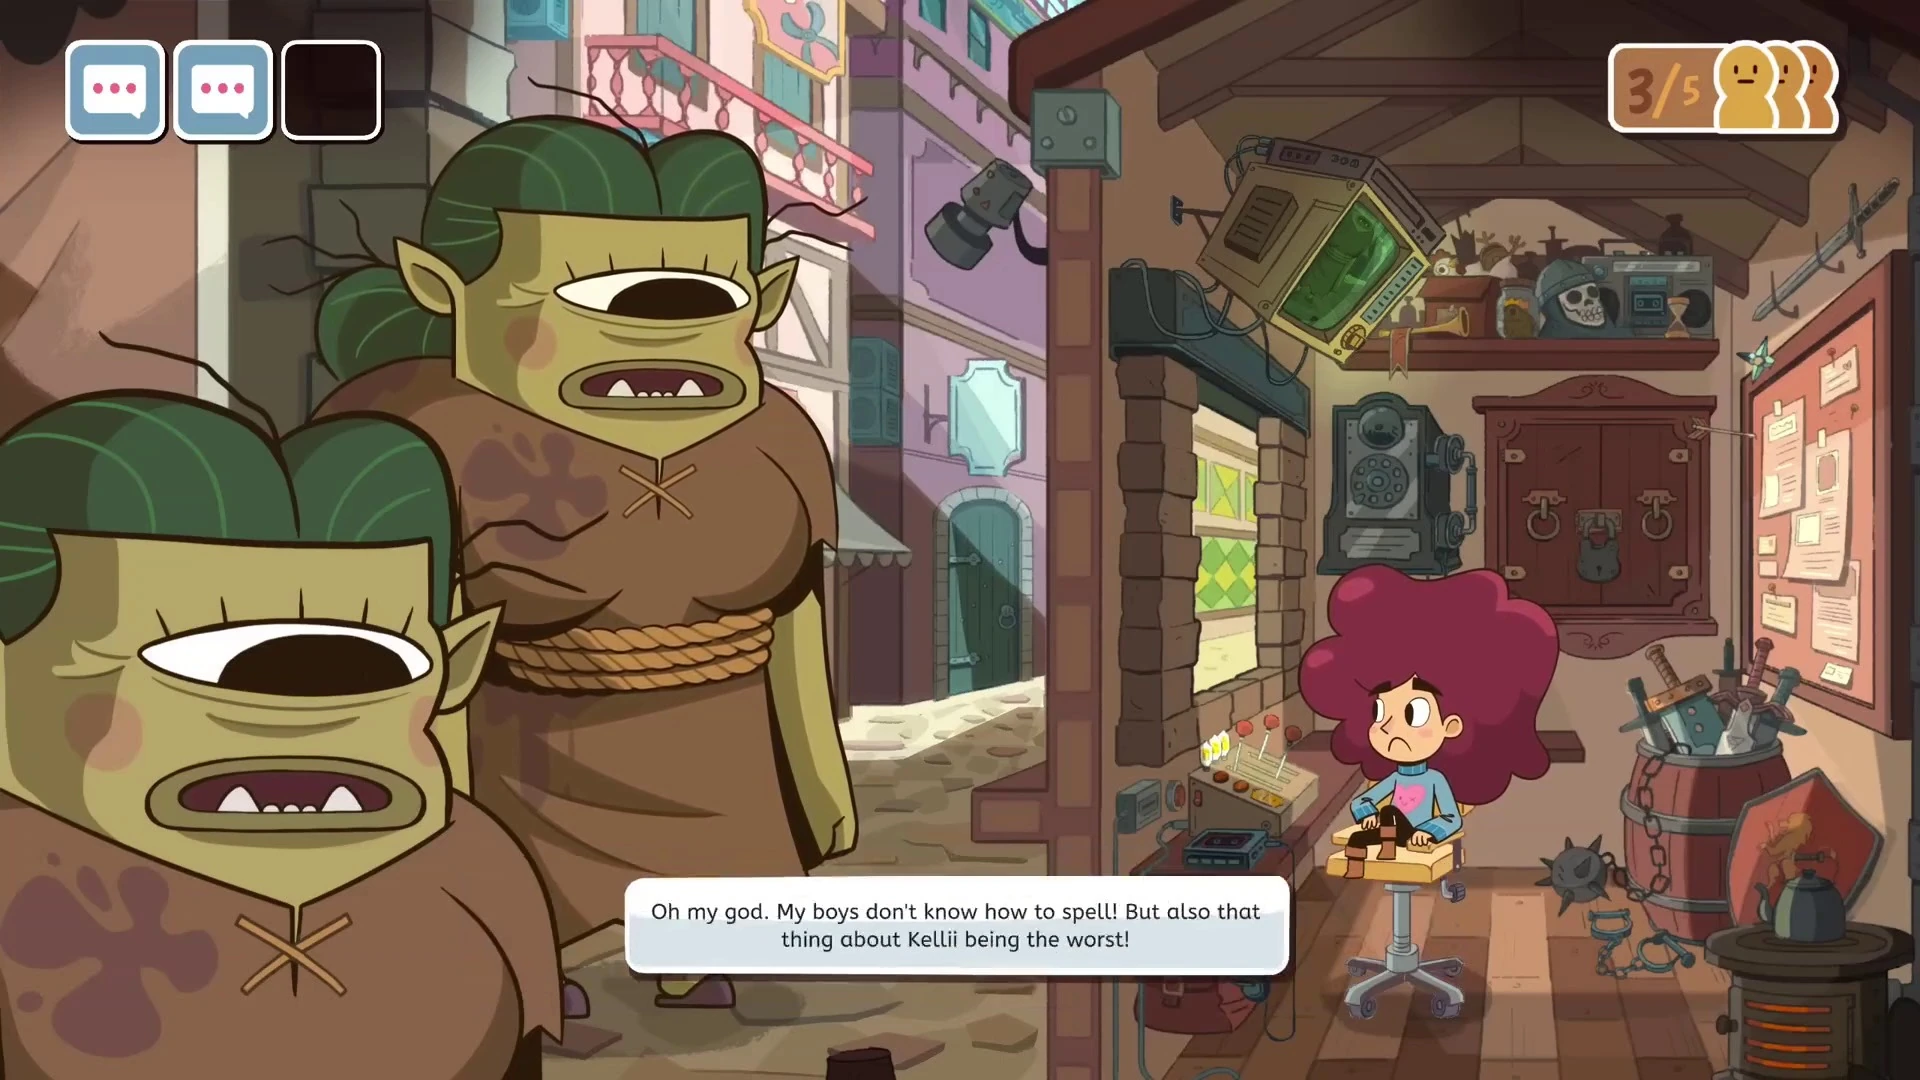 3/5
Oh my god. My boys don't know how to spell! But also that
thing about Kellii being the worst!